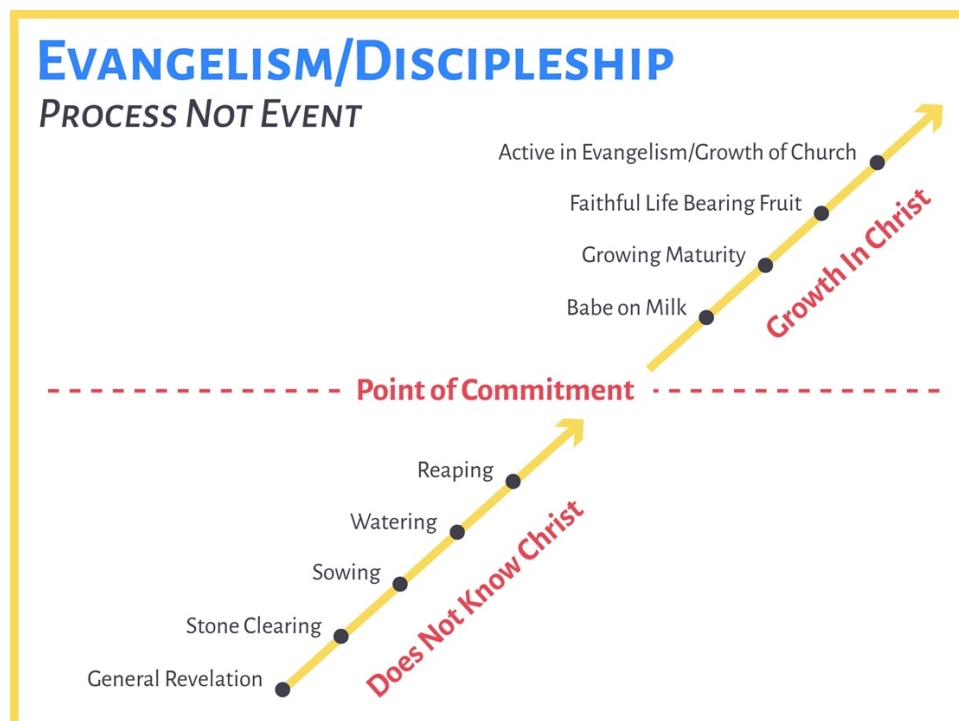 EVANGELISM/DISCIPLESHIP
PROCESS NOT EVENT
Active in Evangelism/Growth of Church
Faithful Life Bearing Fruit
Growing Maturity
Babe on Milk
Growth In Christ
Point of Commitment
Reaping
Watering
Sowing
Stone Clearing
General Revelation
Does Not Know Christ